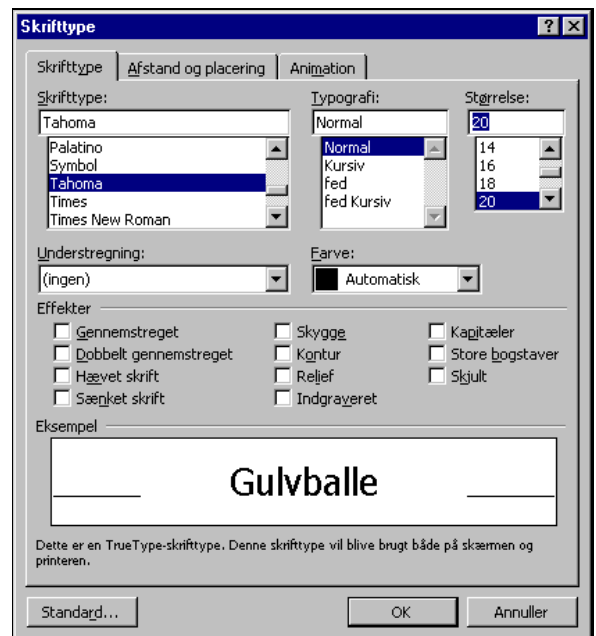 Skrifttype
Skrifttype Afstand og placering Animation
Skrifttype: Typografi: Størrelse:
Tahoma Normal 20
Palatino Normal 14
Symbol Kursiv 16
Tahoma fed 18
Times fed Kursiv 20
Times New Roman
Understregning: Farve:
(ingen) Automatisk
Effekter
Gennemstreget Skygge Kapitæler
Dobbelt gennemstreget Kontur Store bogstaver
Hævet skrift Relief Skjult
Sænket skrift Indgraveret
Eksempel
Gulvballe
Dette er en TrueType-skrifttype. Denne skrifttype vil blive brugt både på skærmen og
printeren.
Standard... OK Annuller